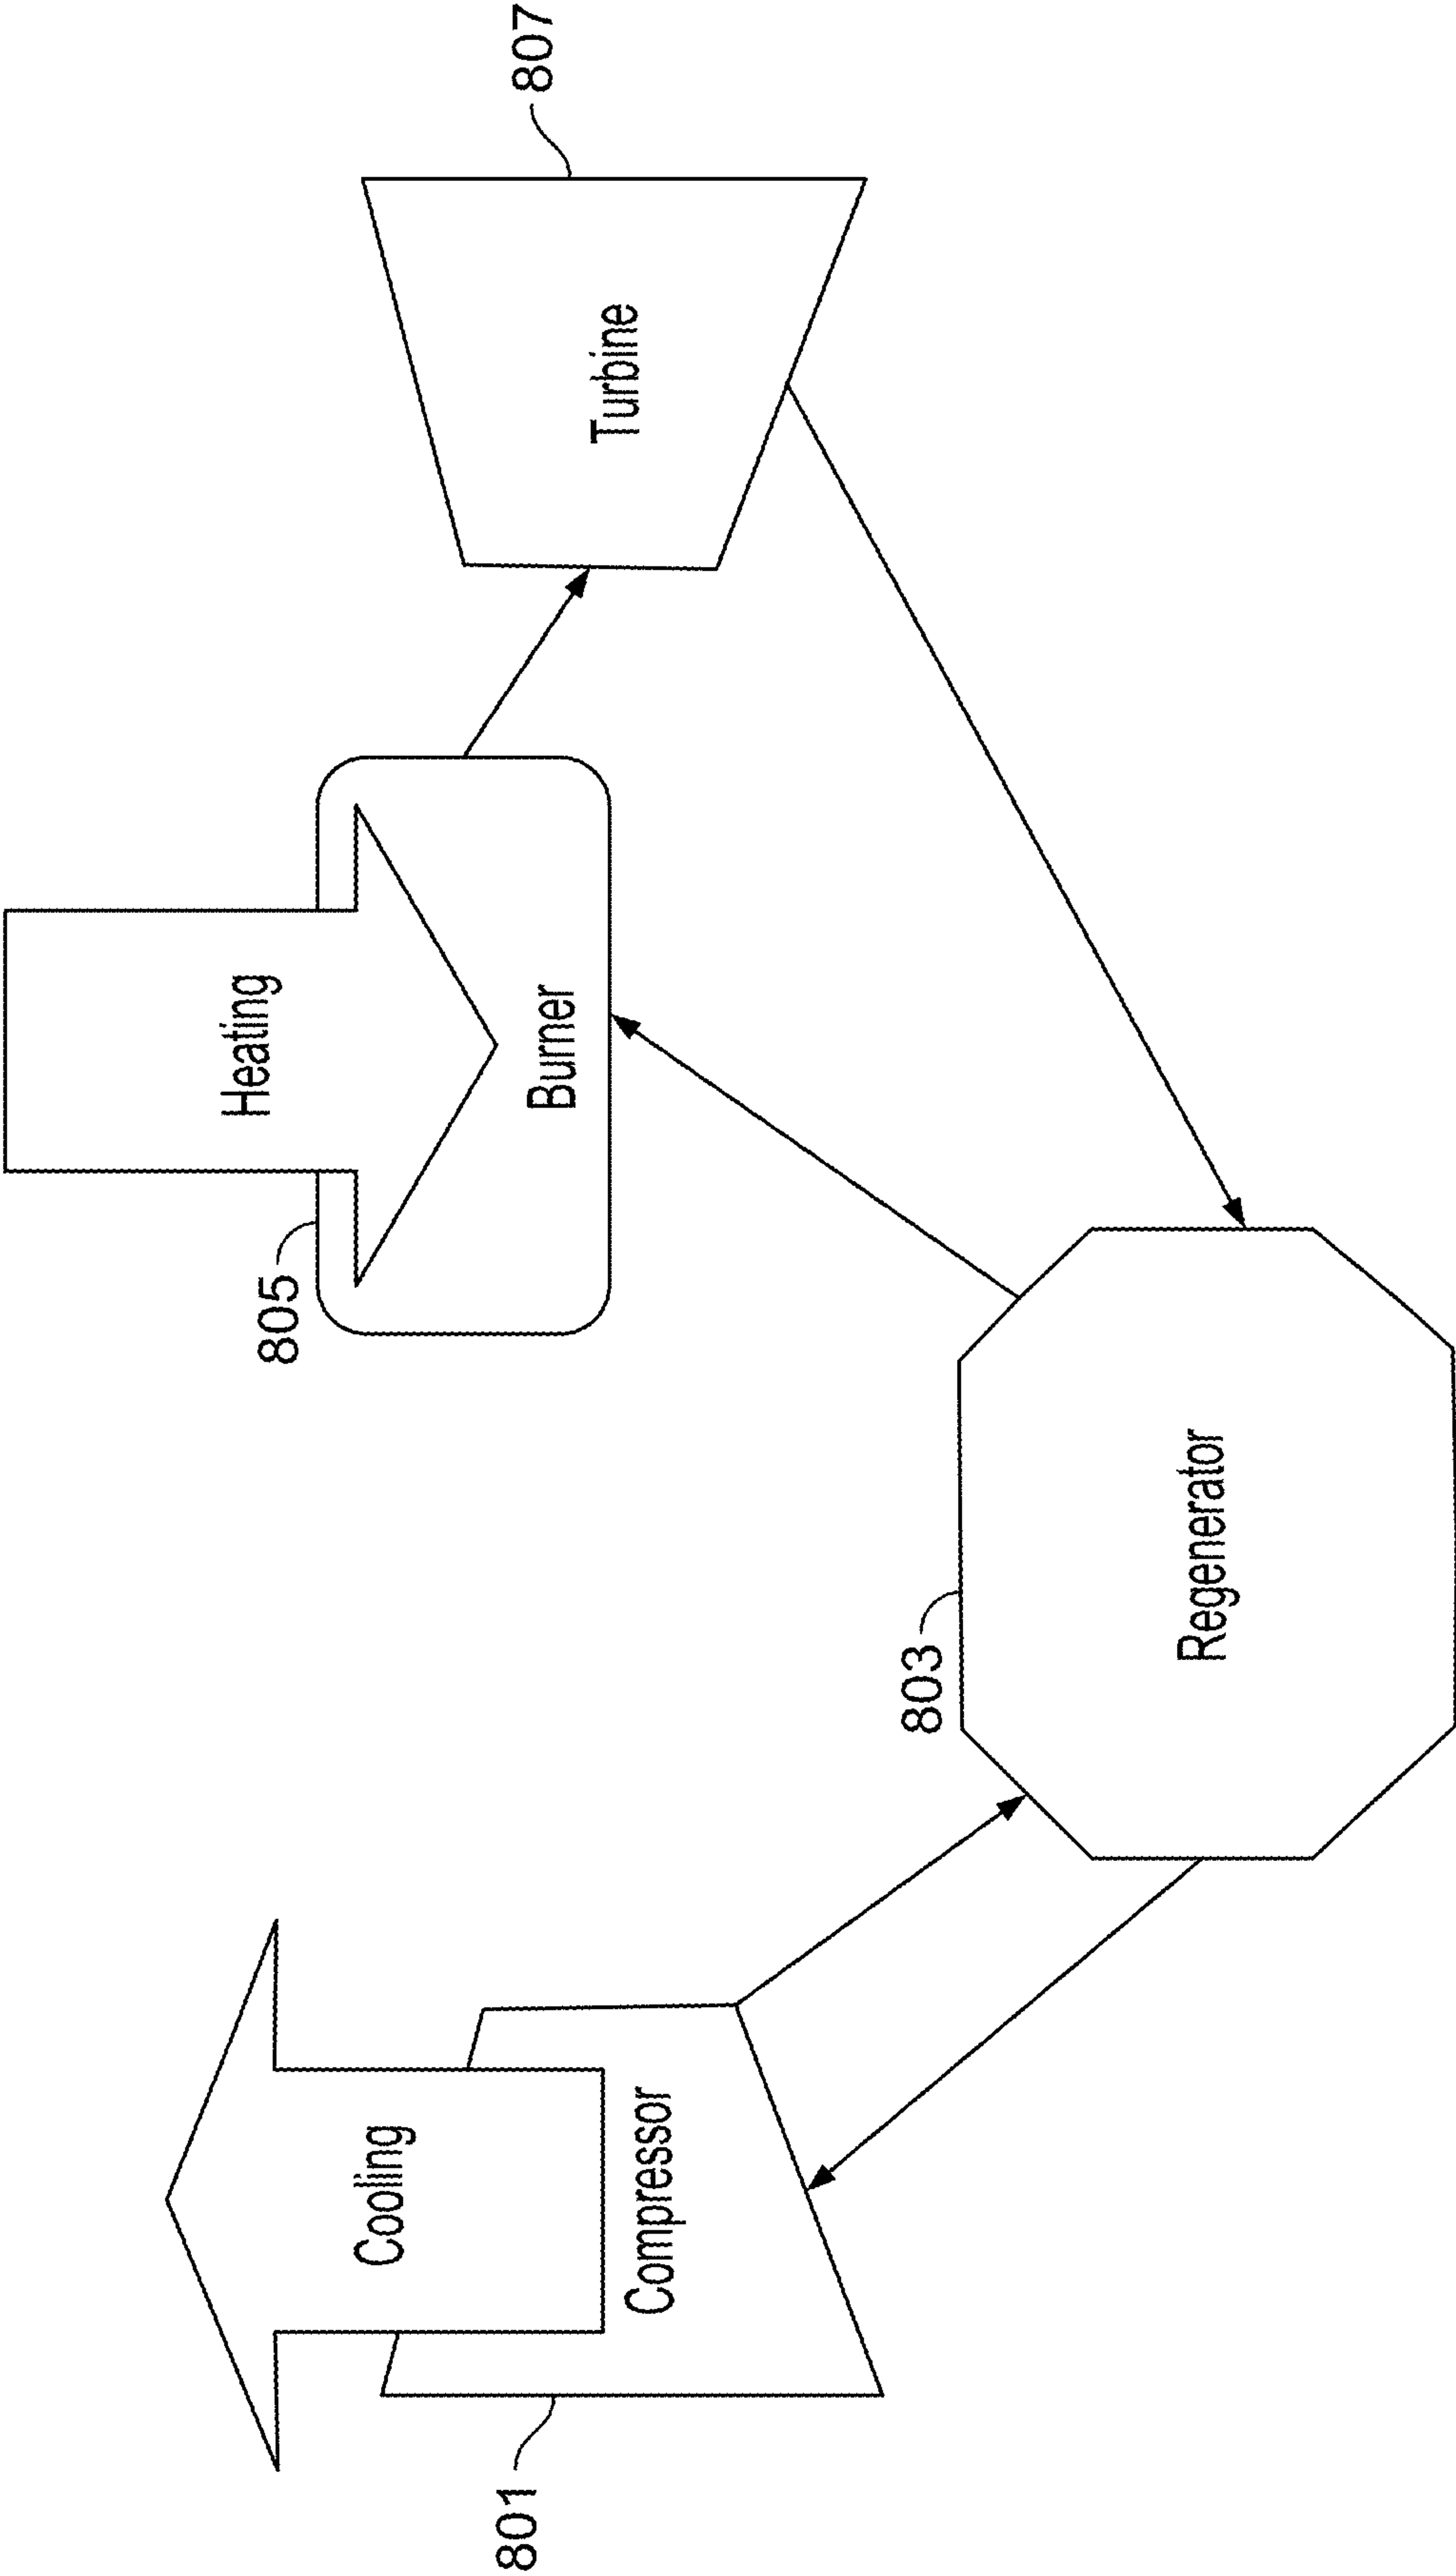 Heating
805
Burner
Cooling
Compressor
801
Turbine
807
803
Regenerator